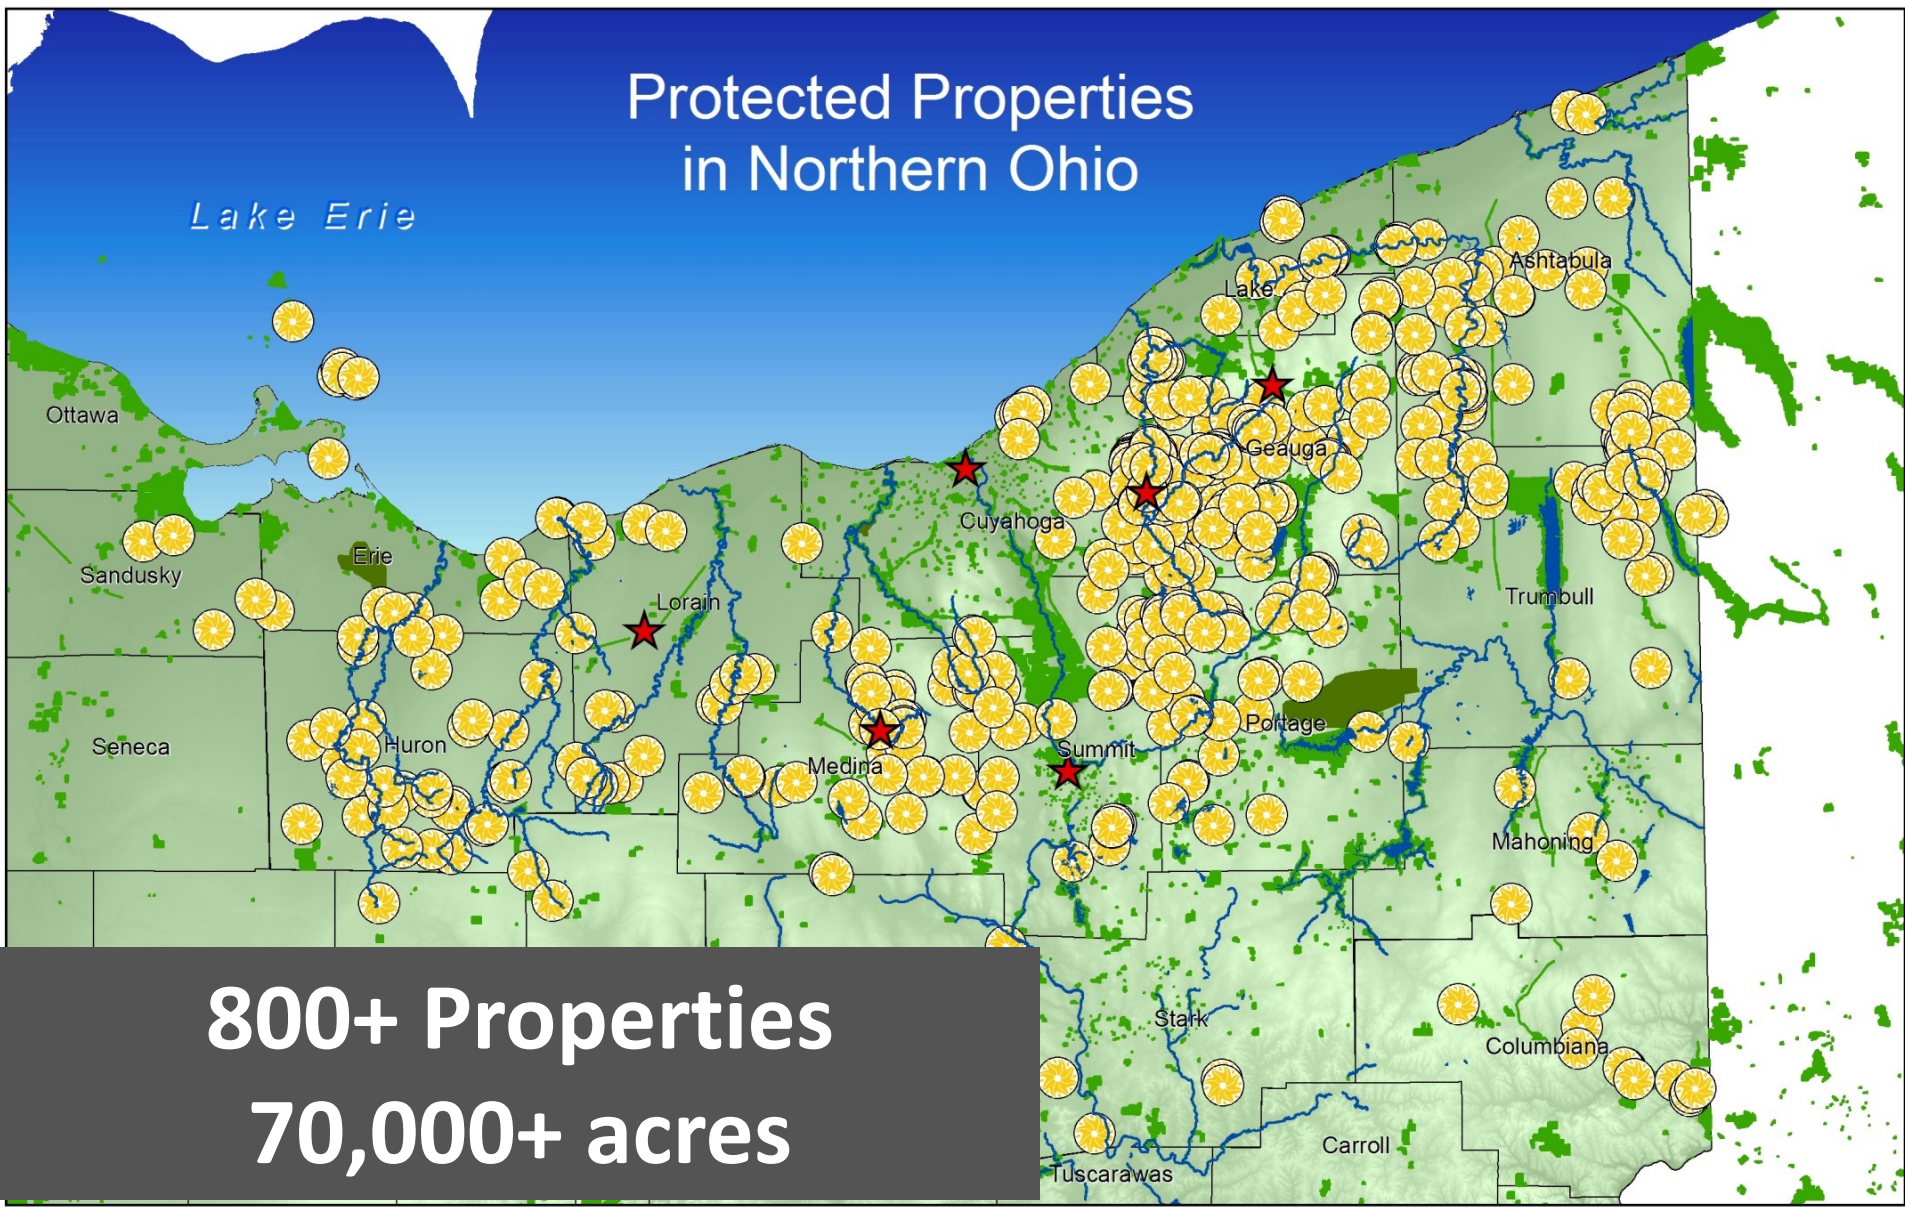 Protected Properties
in Northern Ohio
Lake Erie
Ashtabula
Lake
Ottawa
Geauga
Cuyahoga
Erie
Sandusky
Lorain
Trumbull
Portage
Huron
Seneca
Summit
Medina
Mahoning
800+ Properties
70,000+ acres
Stark
Columbiana
Carroll
Tuscarawas